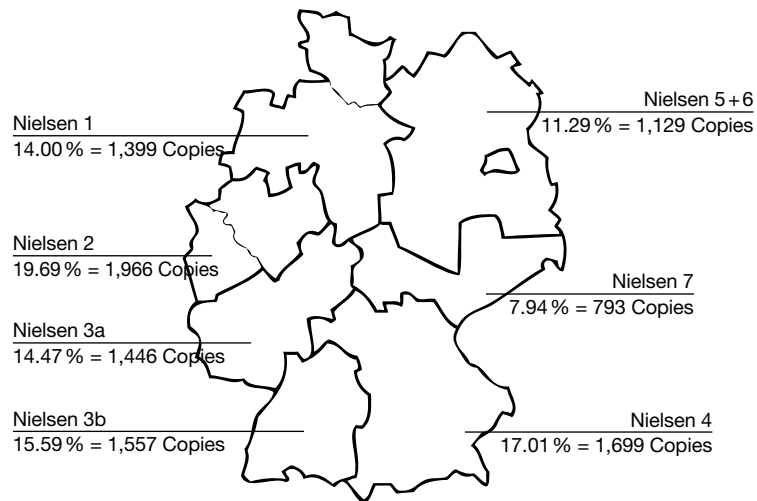 Nielsen 1
14.00 % = 1,399 Copies
Nielsen 2
19.69 % = 1,966 Copies
Nielsen 3a
14.47 % = 1,446 Copies
Nielsen 3b
15.59 % = 1,557 Copies
Nielsen 5+6
11.29 % = 1,129 Copies
Nielsen 7
7.94 % = 793 Copies
Nielsen 4
17.01 % = 1,699 Copies